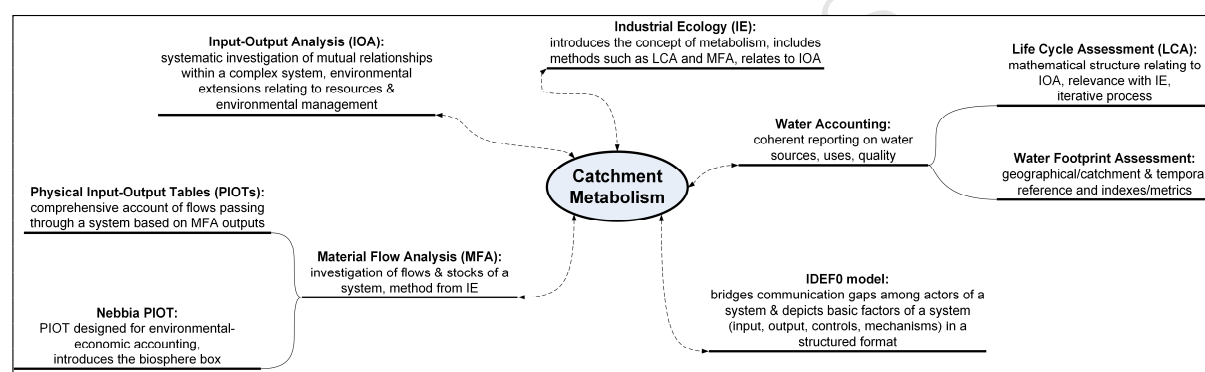 Input-Output Analysis (IOA):
systematic investigation of mutual relationships
within a complex system, environmental
extensions relating to resources &
environmental management
Industrial Ecology (IE):
introduces the concept of metabolism, includes
methods such as LCA and MFA, relates to IOA
Life Cycle Assessment (LCA):
mathematical structure relating to
IOA, relevance with IE,
iterative process
Water Accounting:
coherent reporting on water
sources, uses, quality
Water Footprint Assessment:
geographical/catchment & tempora
reference and indexes/metrics
Catchment
Metabolism
Physical Input-Output Tables (PIOTs):
comprehensive account of flows passing
through a system based on MFA outputs
Material Flow Analysis (MFA):
investigation of flows & stocks of a
system, method from IE
Nebbia PIOT:
PIOT designed for environmental-
economic accounting,
introduces the biosphere box
IDEF0 model:
bridges communication gaps among actors of a
system & depicts basic factors of a system
(input, output, controls, mechanisms) in a
structured format